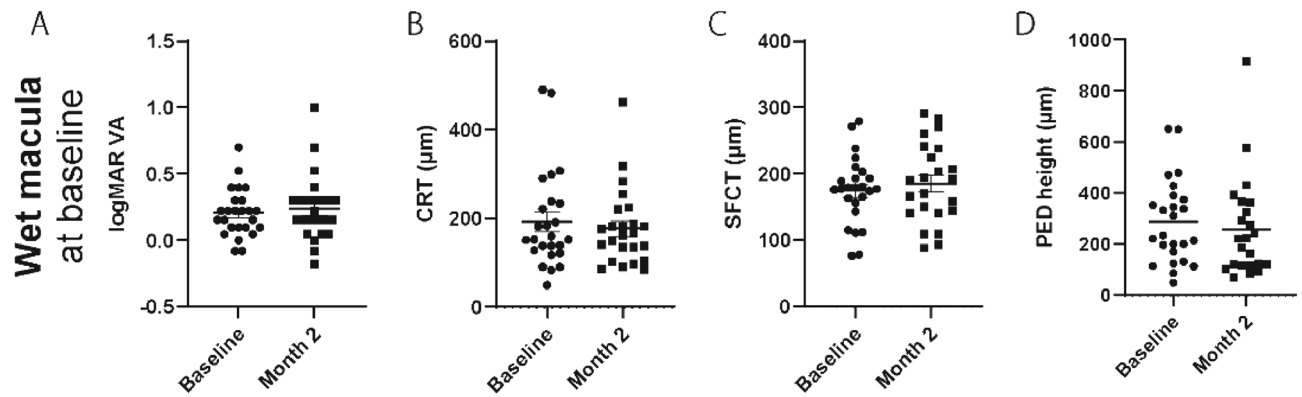 Wet macula
at baseline
A
logMAR VA
1.5
1.0
0.5
0.0
-0.5
Baseline
Month 2
B
CRT (μm)
600
400
200
0
Baseline
Month 2
C
SFCT (μm)
400
300
200
100
0
Baseline
Month 2
D
PED height (μm)
1000
800
600
400
200
0
Baseline
Month 2